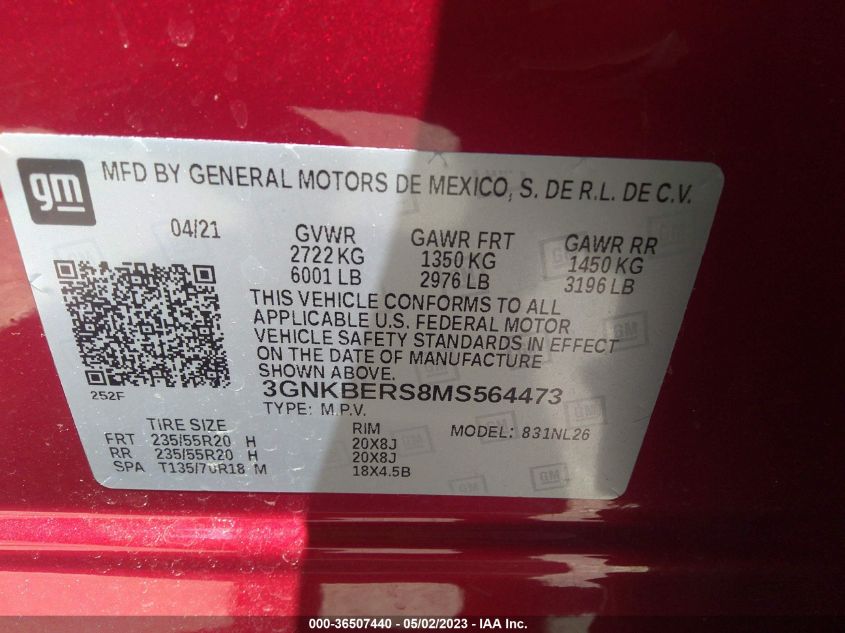 gm
MFD BY GENERAL MOTORS DE MEXICO, S. DE R.L. DE C.V.
04/21
GVWR
2722 KG
6001 LB
GAWR FRT
1350 KG
2976 LB
GAWR RR
1450 KG
3196 LB
THIS VEHICLE CONFORMS TO ALL
APPLICABLE U.S. FEDERAL MOTOR
VEHICLE SAFETY STANDARDS IN EFFECT
ON THE DATE OF MANUFACTURE
SHOWN ABOVE.
252F
3GNKBERS8MS564473
TYPE: M.P.V.
MODEL: 831NL26
TIRE SIZE
RIM
FRT 235/55R20 H 20X8J
RR 235/55R20 H 20X8J
SPA T135/70R18 M 18X4.5B
GM
GM
GM
GM
000-36507440 - 05/02/2023 - IAA Inc.